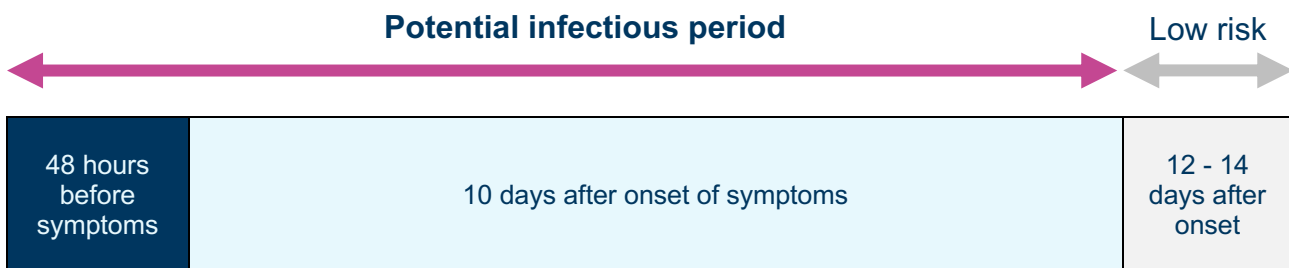 Potential infectious period
Low risk
48 hours
before
symptoms
10 days after onset of symptoms
12 - 14
days after
onset